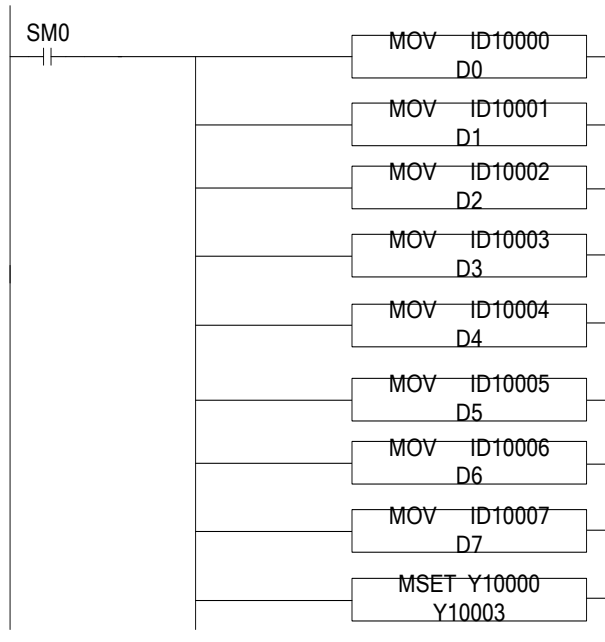 SM0
MOV ID10000
D0
MOV ID10001
D1
MOV ID10002
D2
MOV ID10003
D3
MOV ID10004
D4
MOV ID10005
D5
MOV ID10006
D6
MOV ID10007
D7
MSET Y10000
Y10003